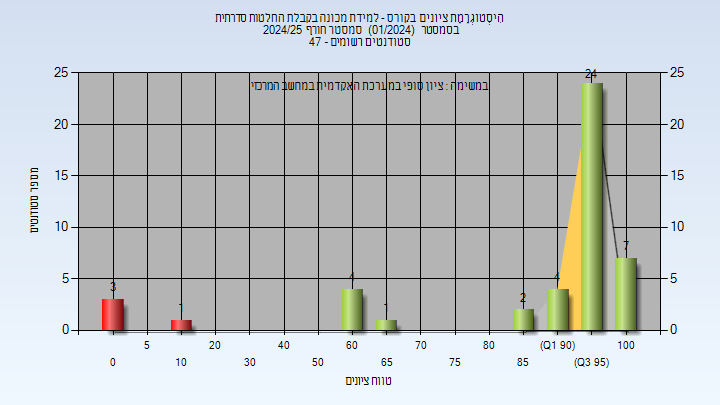 הִיסְטוֹגְרָמַת ציונים בקורס - למידת מכונה בקבלת החלטות סדרתית
בסמסטר (01/2024) סמסטר חורף 2024/25
סטודנטים רשומים - 47
במשימה : ציון סופי במערכת האקדמית במחשב המרכזי
25 25
20 20
15 15
10 10
5 5
0 0
מספר סטודנטים
3 1 4 1 2 4 24 7
5 20 40 60 70 80 (Q1 90) 100
0 10 30 50 65 75 85 (Q3 95)
טווח ציונים